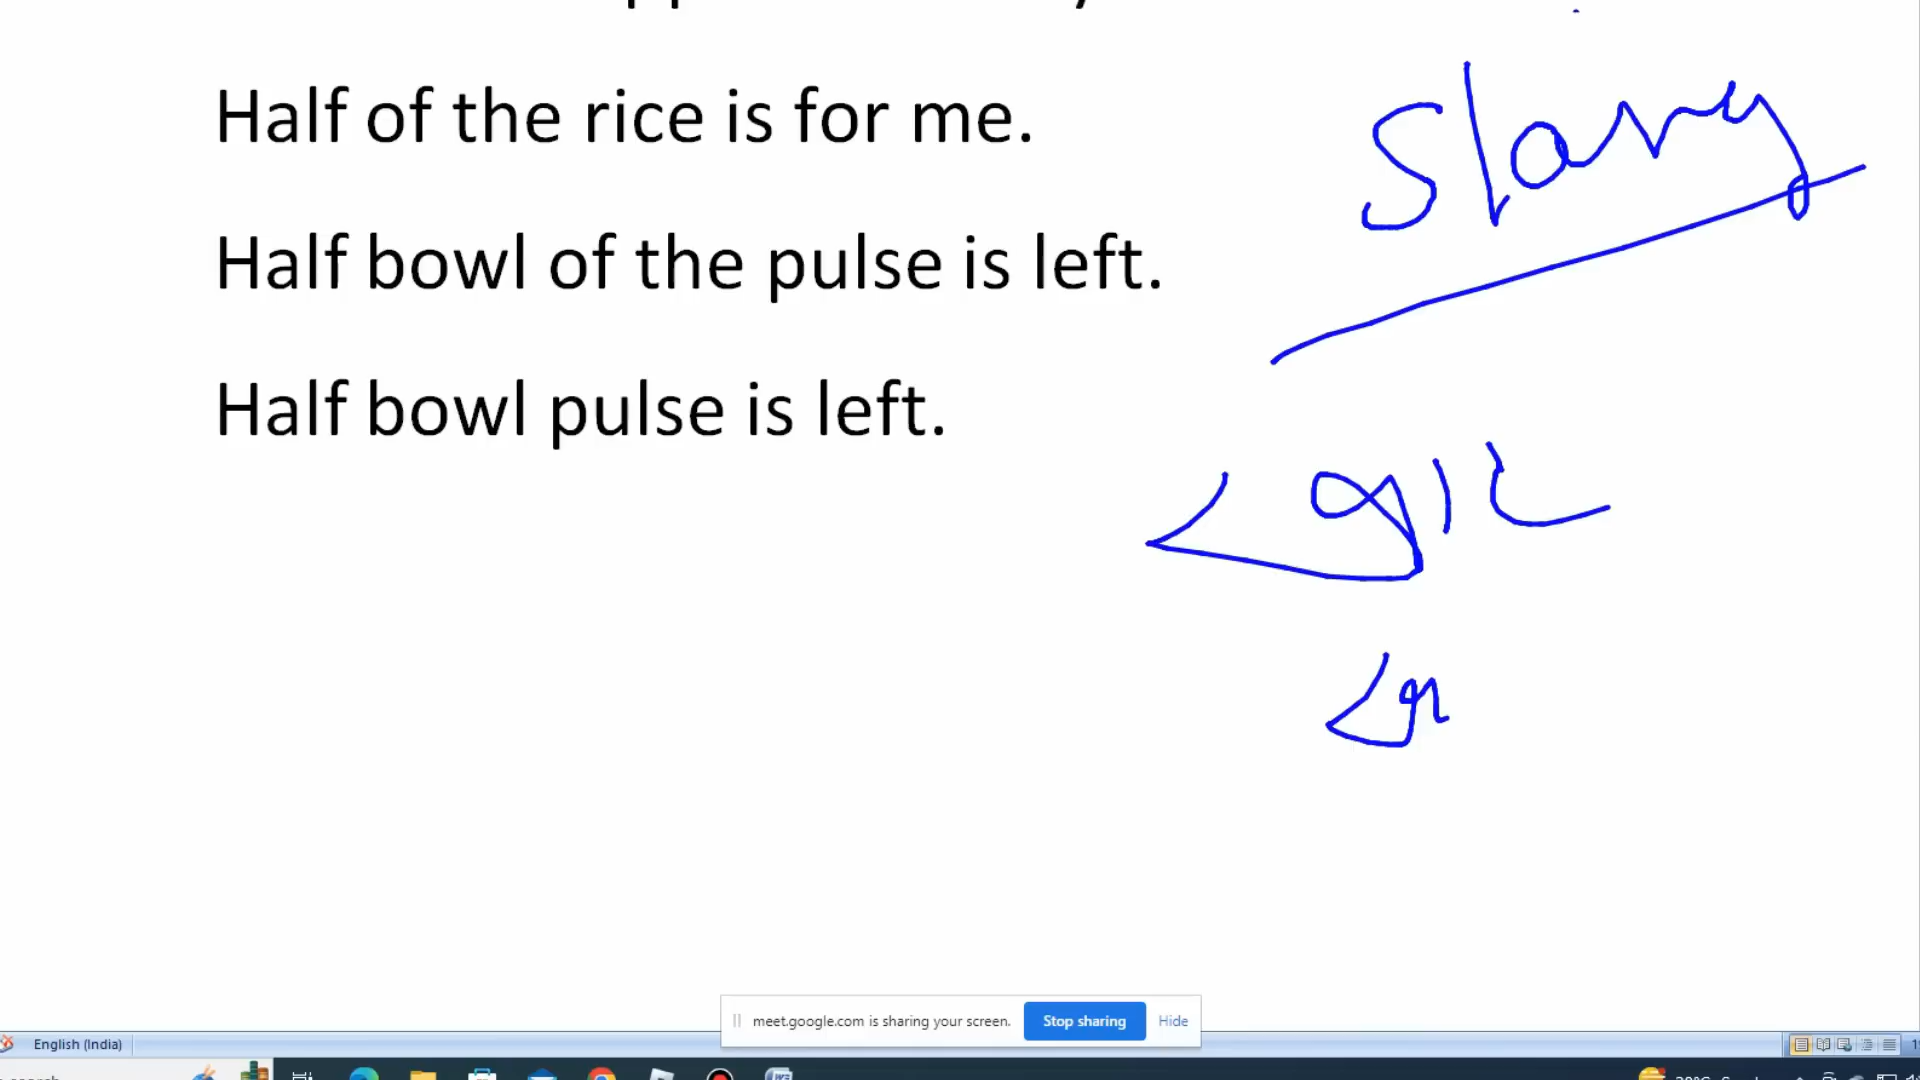 Half of the rice is for me.
Half bowl of the pulse is left.
Half bowl pulse is left.
meet.google.com is sharing your screen. Stop sharing Hide
English (India)